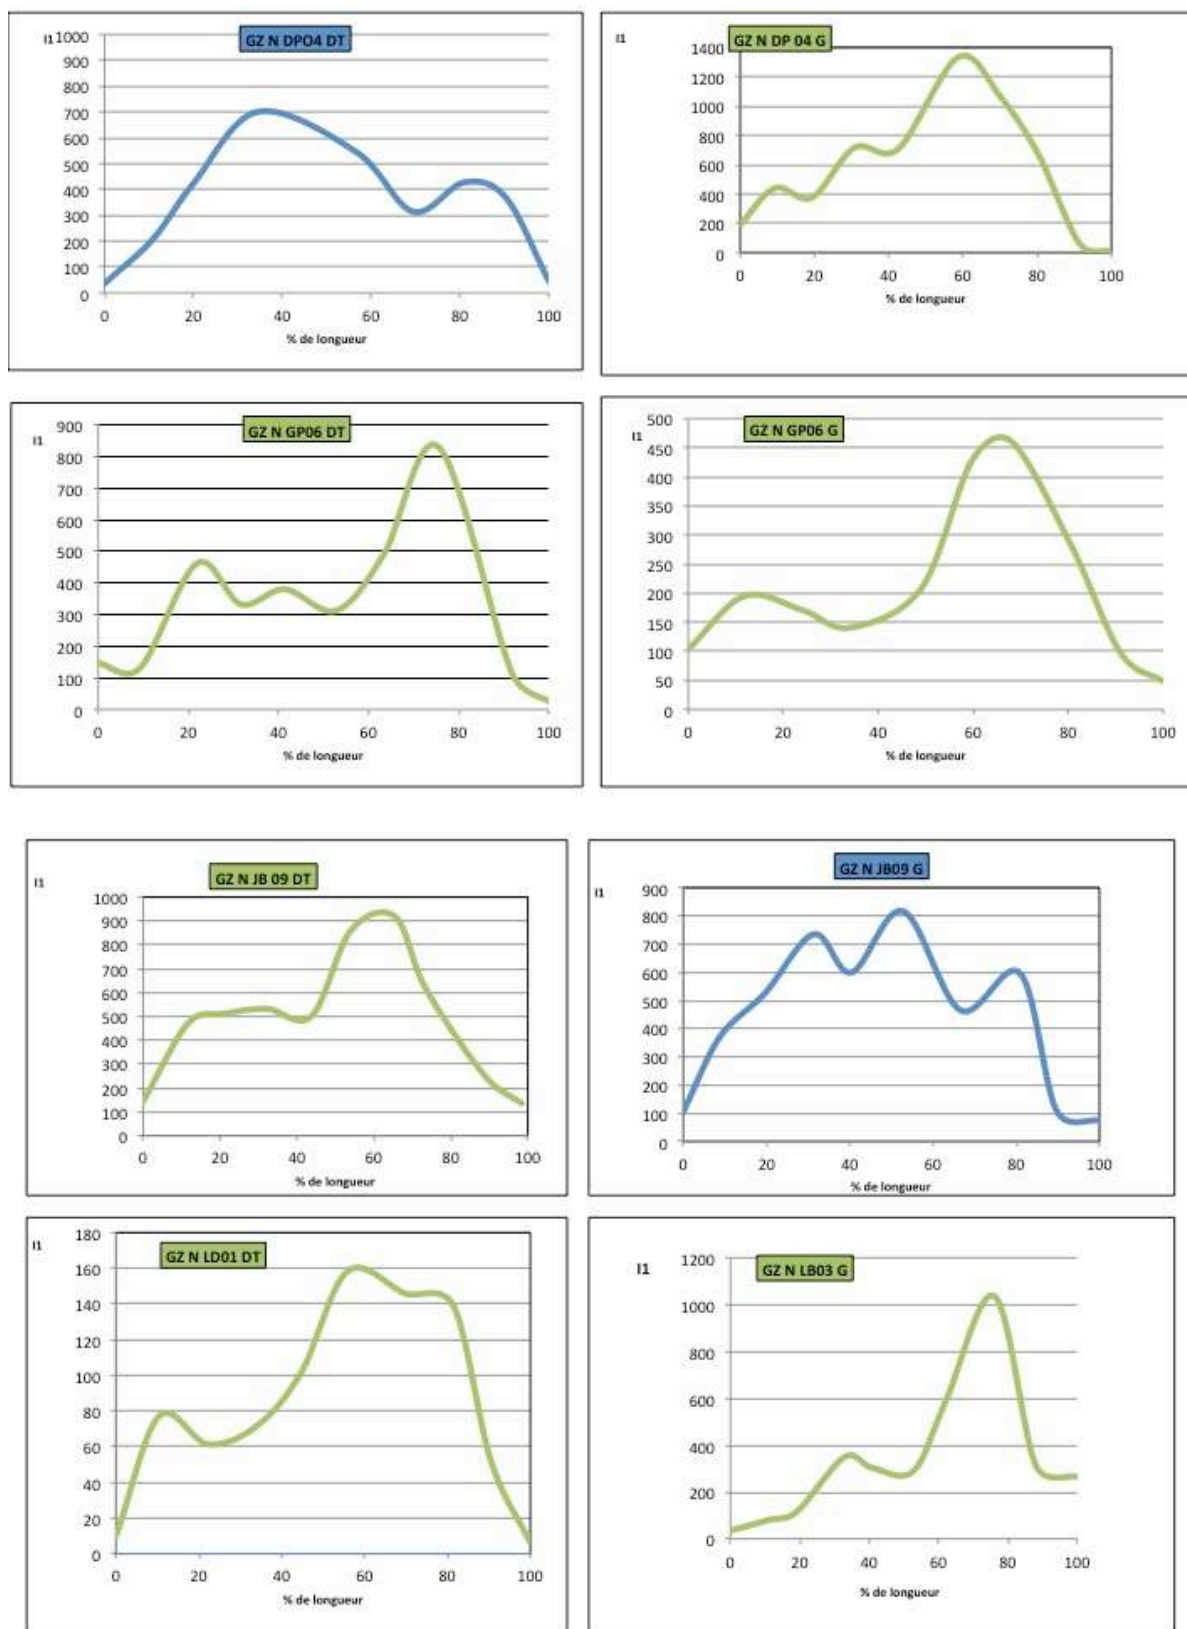 GZ N DPO4 DT
I1
1000
900
800
700
600
500
400
300
200
100
0
0 20 40 60 80 100
% de longueur
GZ N DP 04 G
I1
1400
1200
1000
800
600
400
200
0
0 20 40 60 80 100
% de longueur
GZ N GP06 DT
I1
900
800
700
600
500
400
300
200
100
0
0 20 40 60 80 100
% de longueur
GZ N GP06 G
I1
500
450
400
350
300
250
200
150
100
50
0
0 20 40 60 80 100
% de longueur
GZ N JB 09 DT
I1
1000
900
800
700
600
500
400
300
200
100
0
0 20 40 60 80 100
% de longueur
GZ N JB09 G
I1
900
800
700
600
500
400
300
200
100
0
0 20 40 60 80 100
% de longueur
GZ N LD01 DT
I1
180
160
140
120
100
80
60
40
20
0
0 20 40 60 80 100
% de longueur
GZ N LB03 G
I1
1200
1000
800
600
400
200
0
0 20 40 60 80 100
% de longueur